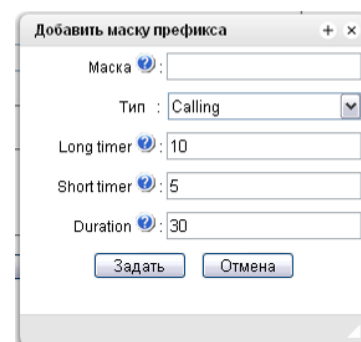 Добавить маску префикса
Маска :
Тип : Calling
Long timer : 10
Short timer : 5
Duration : 30
Задать Отмена